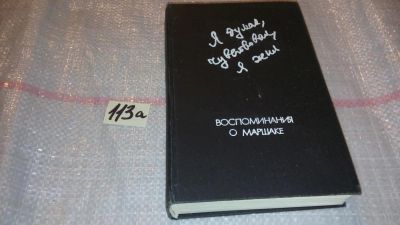 Я думал,
чувствовал,
я жил
ВОСПОМИНАНИЯ
О МАРШАКЕ
113а